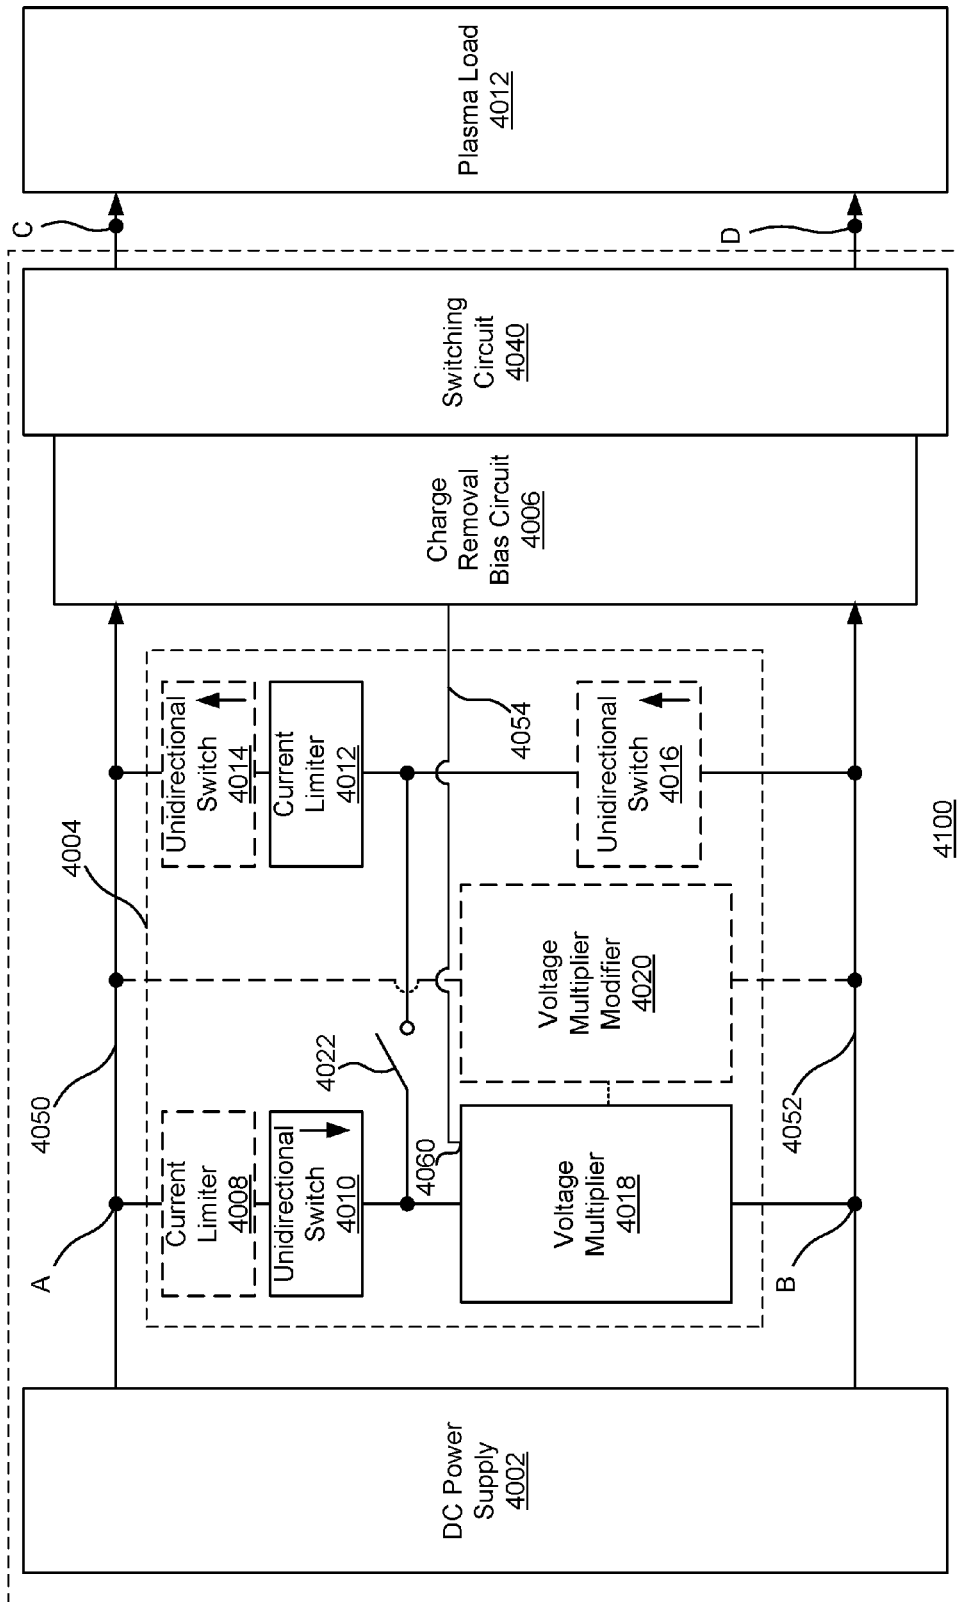 DC Power
Supply
4002
A
4050
4004
Current
Limiter
4008
Unidirectional
Switch
4010
4022
4060
Voltage
Multiplier
4018
B
4052
Voltage
Multiplier
Modifier
4020
Unidirectional
Switch
4014
Current
Limiter
4012
4054
Unidirectional
Switch
4016
Charge
Removal
Bias Circuit
4006
Switching
Circuit
4040
C
D
Plasma Load
4012
4100